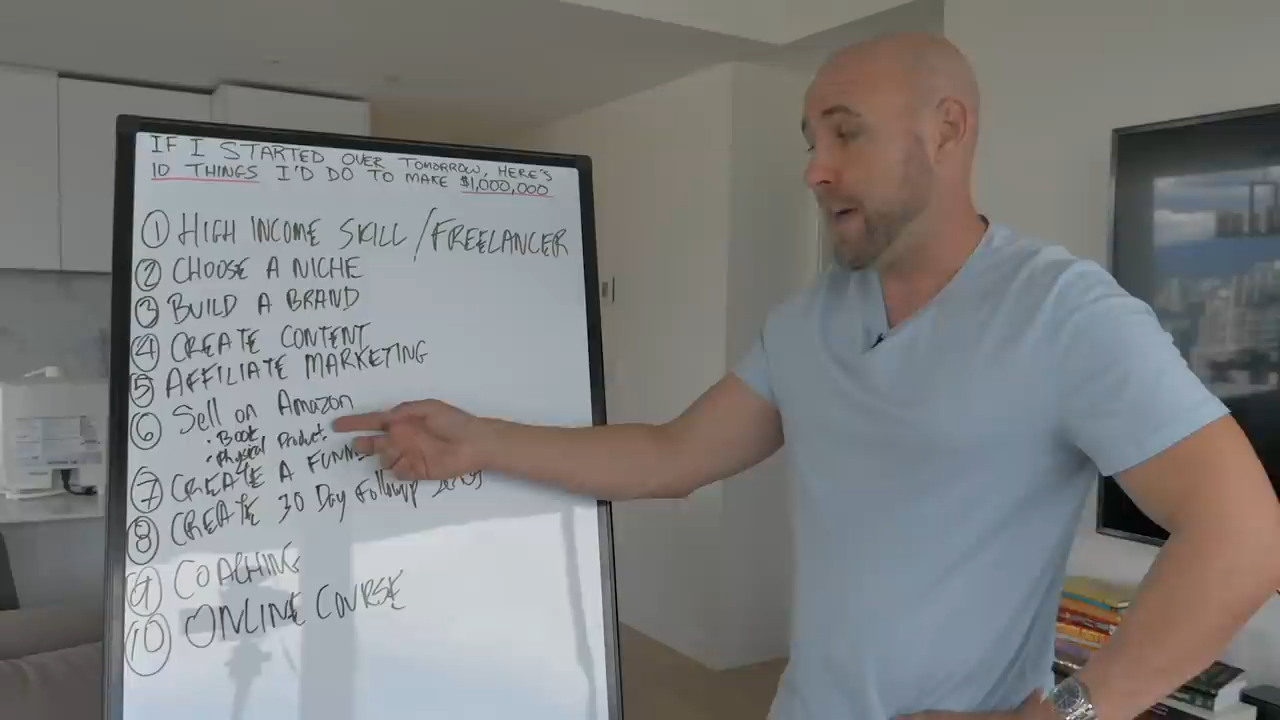 IF I STARTED OVER TOMORROW, HERE'S
10 THINGS I'D DO TO MAKE $1,000,000
① HIGH INCOME SKILL/FREELANCER
② CHOOSE A NICHE
③ BUILD A BRAND
④ CREATE CONTENT
⑤ AFFILIATE MARKETING
⑥ Sell on Amazon
• Book
• Physical Product
⑦ CREATE A
⑧ CREATE 30 Day
⑨ COACHING
⑩ ONLINE COURSE